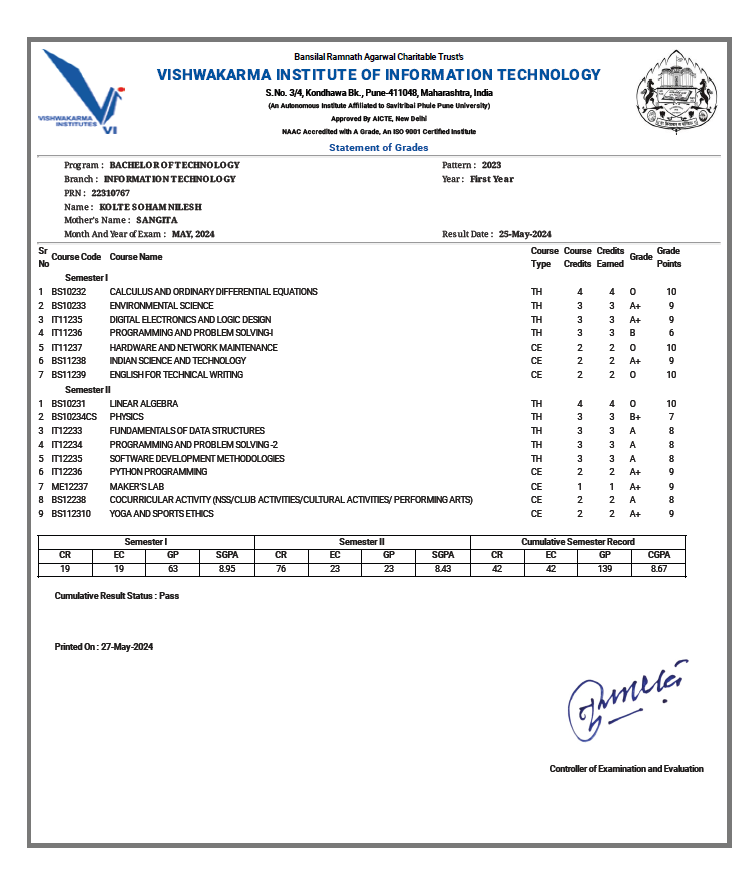 Bansilal Ramnath Agarwal Charitable Trust's
VISHWAKARMA INSTITUTE OF INFORMATION TECHNOLOGY
S.No. 3/4, Kondhawa Bk., Pune-411048, Maharashtra, India
(An Autonomous Institute Affiliated to Savitribai Phule Pune University)
Approved By AICTE, New Delhi
NAAC Accredited with A Grade, An ISO 9001 Certified Institute
VISHWAKARMA
INSTITUTES
VI
Statement of Grades
Program : BACHELOR OF TECHNOLOGY Pattern : 2023
Branch : INFORMATION TECHNOLOGY Year : First Year
PRN : 22310767
Name : KOLTE SOHAM NILESH
Mother's Name : SANGITA
Month And Year of Exam : MAY, 2024 Result Date : 25-May-2024
Sr No Course Code Course Name Course Type Course Credits Credits Earned Grade Grade Points
Semester I
1 BS10232 CALCULUS AND ORDINARY DIFFERENTIAL EQUATIONS TH 4 4 O 10
2 BS10233 ENVIRONMENTAL SCIENCE TH 3 3 A+ 9
3 IT11235 DIGITAL ELECTRONICS AND LOGIC DESIGN TH 3 3 A+ 9
4 IT11236 PROGRAMMING AND PROBLEM SOLVING-I TH 3 3 B 6
5 IT11237 HARDWARE AND NETWORK MAINTENANCE CE 2 2 O 10
6 BS11238 INDIAN SCIENCE AND TECHNOLOGY CE 2 2 A+ 9
7 BS11239 ENGLISH FOR TECHNICAL WRITING CE 2 2 O 10
Semester II
1 BS10231 LINEAR ALGEBRA TH 4 4 O 10
2 BS10234CS PHYSICS TH 3 3 B+ 7
3 IT12233 FUNDAMENTALS OF DATA STRUCTURES TH 3 3 A 8
4 IT12234 PROGRAMMING AND PROBLEM SOLVING -2 TH 3 3 A 8
5 IT12235 SOFTWARE DEVELOPMENT METHODOLOGIES TH 3 3 A 8
6 IT12236 PYTHON PROGRAMMING CE 2 2 A+ 9
7 ME12237 MAKER'S LAB CE 1 1 A+ 9
8 BS12238 COCURRICULAR ACTIVITY (NSS/CLUB ACTIVITIES/CULTURAL ACTIVITIES/ PERFORMING ARTS) CE 2 2 A 8
9 BS112310 YOGA AND SPORTS ETHICS CE 2 2 A+ 9
Semester I Semester II Cumulative Semester Record
CR EC GP SGPA CR EC GP SGPA CR EC GP CGPA
19 19 63 8.95 76 23 23 8.43 42 42 139 8.67
Cumulative Result Status : Pass
Printed On : 27-May-2024
Controller of Examination and Evaluation